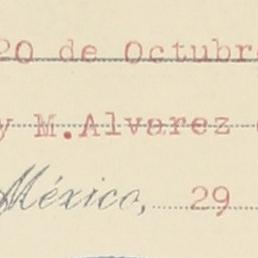 20 de Octubre
y M. Alvarez
México, 29